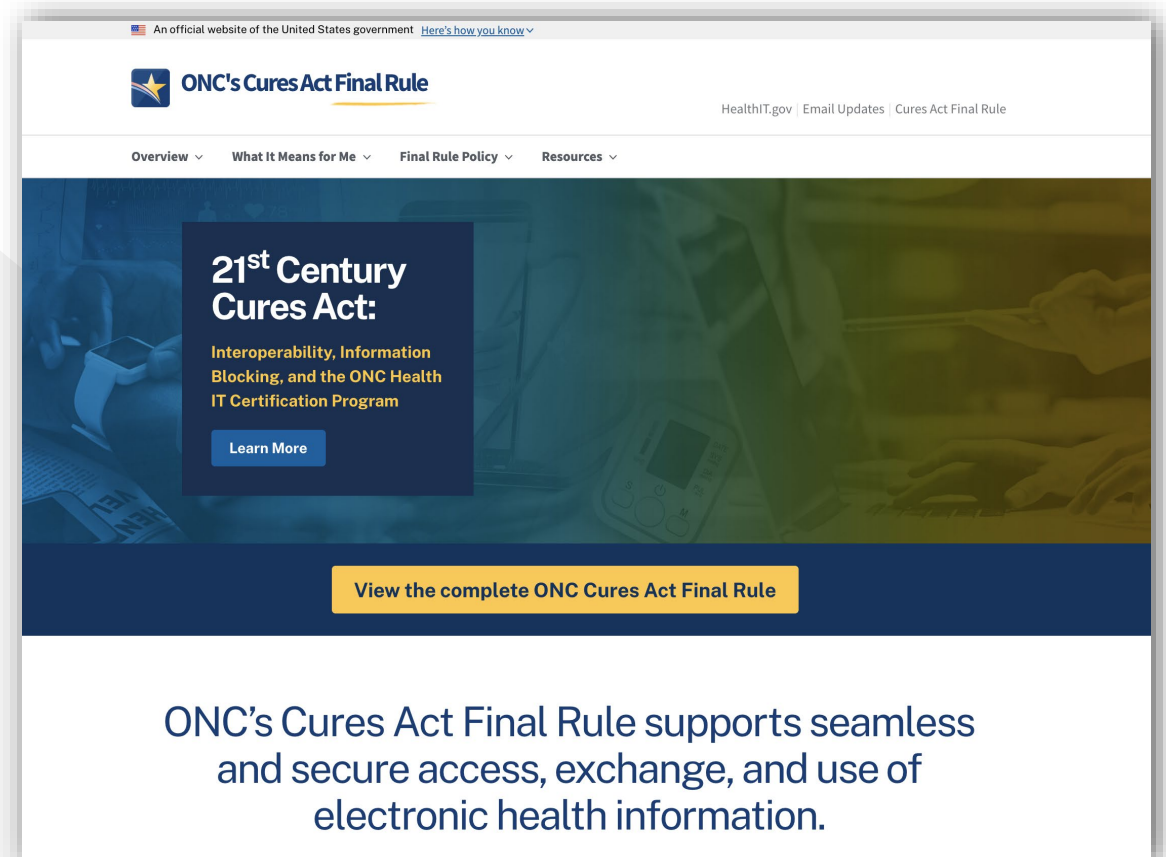 An official website of the United States government Here's how you know
ONC's Cures Act Final Rule
HealthIT.gov | Email Updates | Cures Act Final Rule
Overview What It Means for Me Final Rule Policy Resources
21st Century
Cures Act:
Interoperability, Information
Blocking, and the ONC Health
IT Certification Program
Learn More
View the complete ONC Cures Act Final Rule
ONC's Cures Act Final Rule supports seamless
and secure access, exchange, and use of
electronic health information.